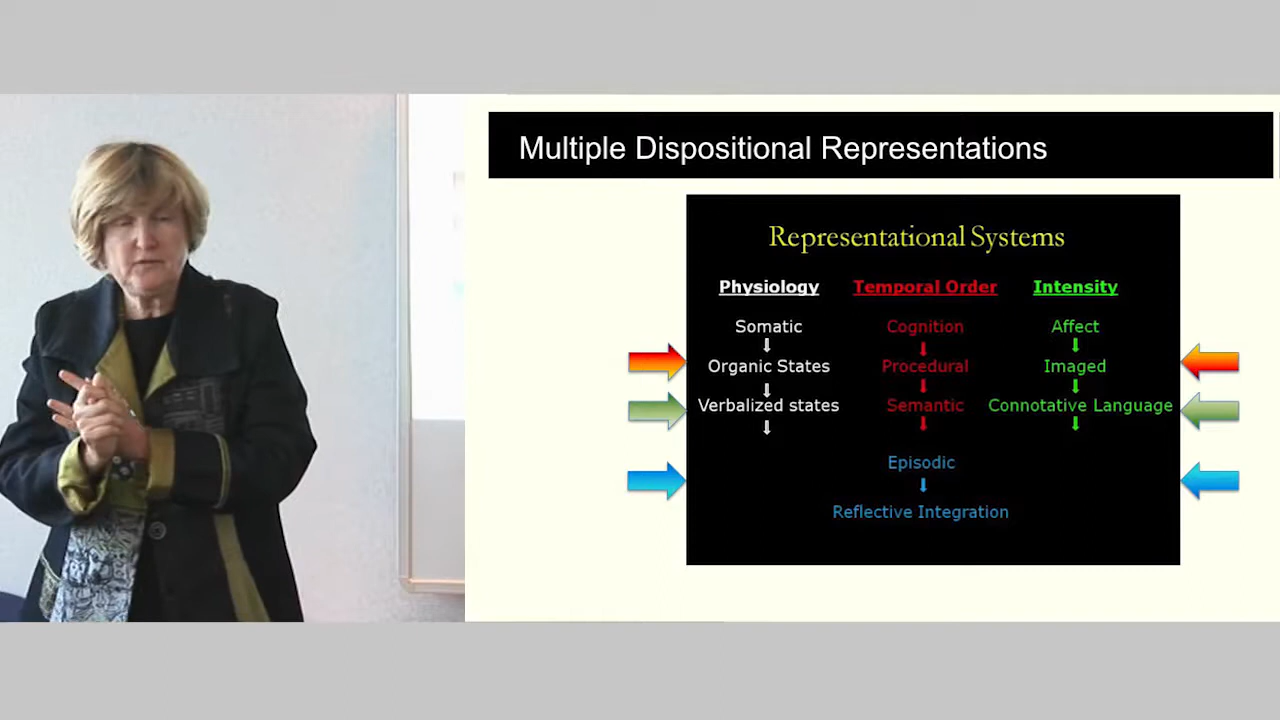 Multiple Dispositional Representations
Representational Systems
Physiology Temporal Order Intensity
Somatic Cognition Affect
Organic States Procedural Imaged
Verbalized states Semantic Connotative Language
Episodic
Reflective Integration